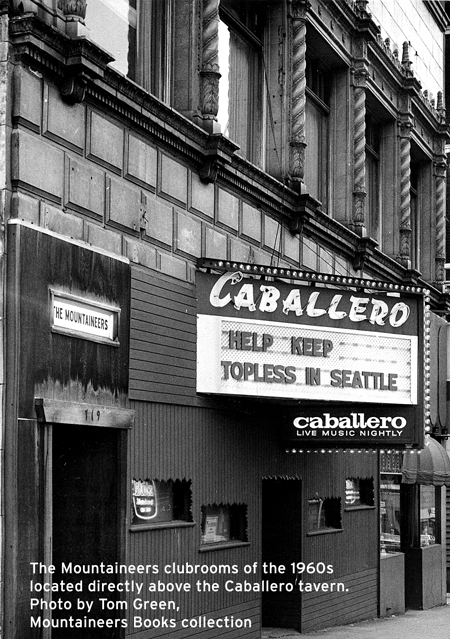 CABALLERO
HELP KEEP
TOPLESS IN SEATTLE
caballero
LIVE MUSIC NIGHTLY
THE MOUNTAINEERS
719
The Mountaineers clubrooms of the 1960s
located directly above the Caballero tavern.
Photo by Tom Green,
Mountaineers Books collection